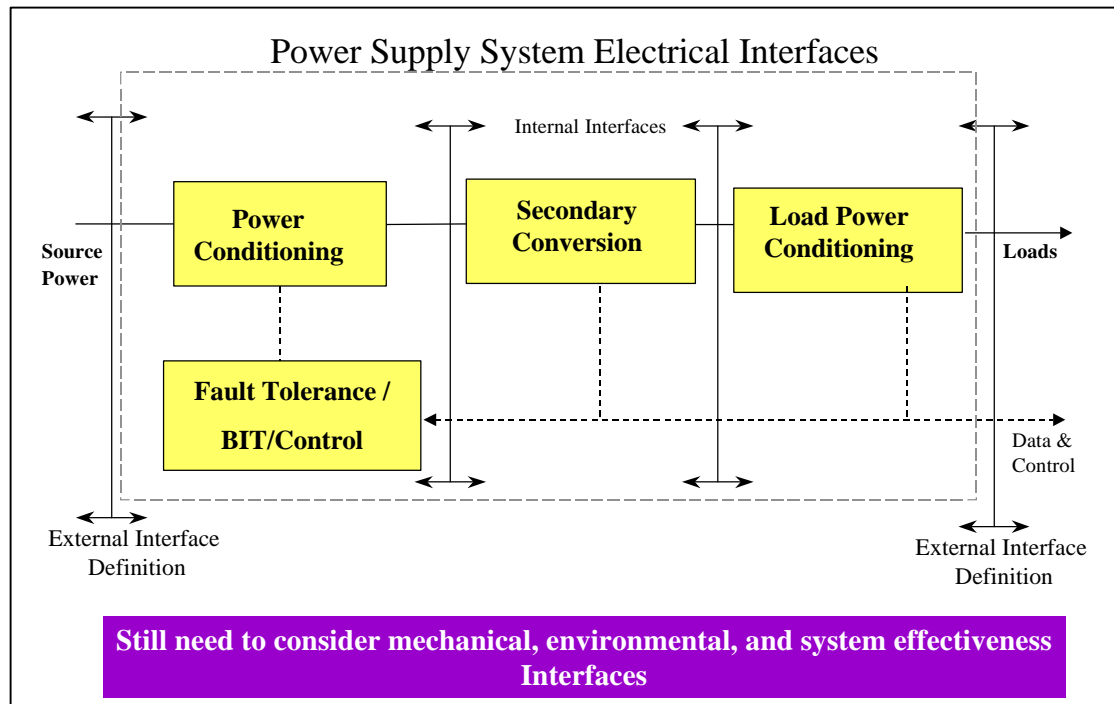 Power Supply System Electrical Interfaces
Internal Interfaces
Power
Conditioning
Secondary
Conversion
Load Power
Conditioning
Source
Power
Loads
Fault Tolerance /
BIT/Control
Data &
Control
External Interface
Definition
External Interface
Definition
Still need to consider mechanical, environmental, and system effectiveness
Interfaces